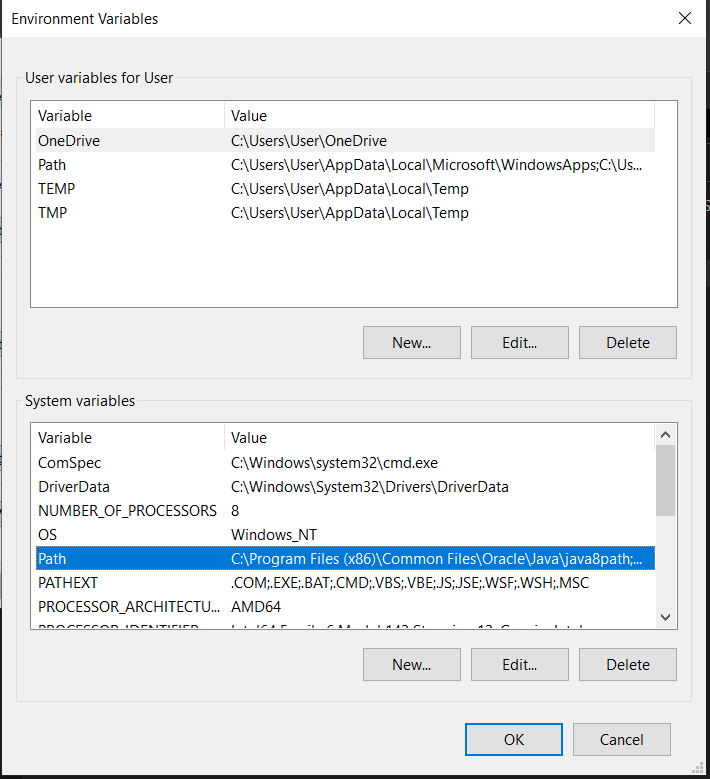 Environment Variables
User variables for User
Variable Value
OneDrive C:\Users\User\OneDrive
Path C:\Users\User\AppData\Local\Microsoft\WindowsApps;C:\Us...
TEMP C:\Users\User\AppData\Local\Temp
TMP C:\Users\User\AppData\Local\Temp
New... Edit... Delete
System variables
Variable Value
ComSpec C:\Windows\system32\cmd.exe
DriverData C:\Windows\System32\Drivers\DriverData
NUMBER_OF_PROCESSORS 8
OS Windows_NT
Path C:\Program Files (x86)\Common Files\Oracle\Java\java8path;...
PATHEXT .COM;.EXE;.BAT;.CMD;.VBS;.VBE;.JS;.JSE;.WSF;.WSH;.MSC
PROCESSOR_ARCHITECTU... AMD64
New... Edit... Delete
OK Cancel